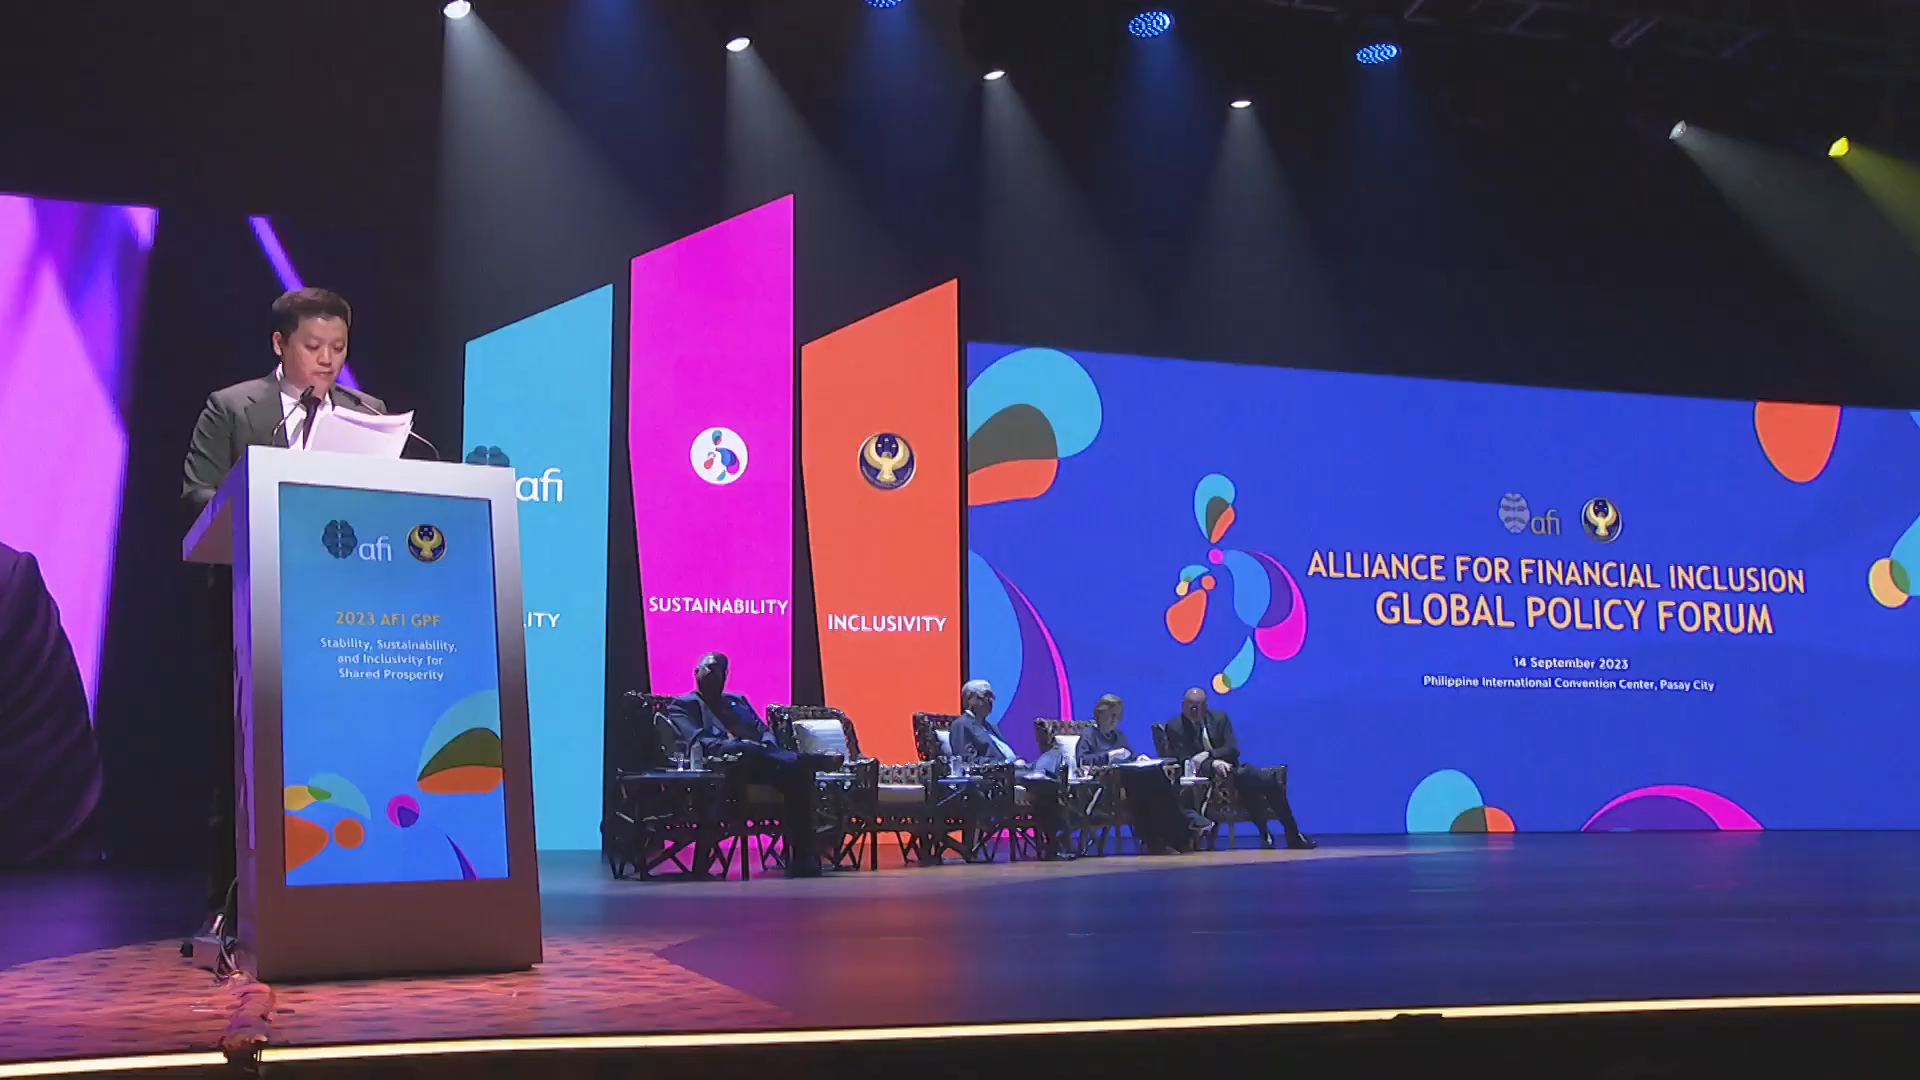 afi
LITY
SUSTAINABILITY
INCLUSIVITY
afi
2023 AFI GPF
Stability, Sustainability,
and Inclusivity for
Shared Prosperity
afi
ALLIANCE FOR FINANCIAL INCLUSION
GLOBAL POLICY FORUM
14 September 2023
Philippine International Convention Center, Pasay City